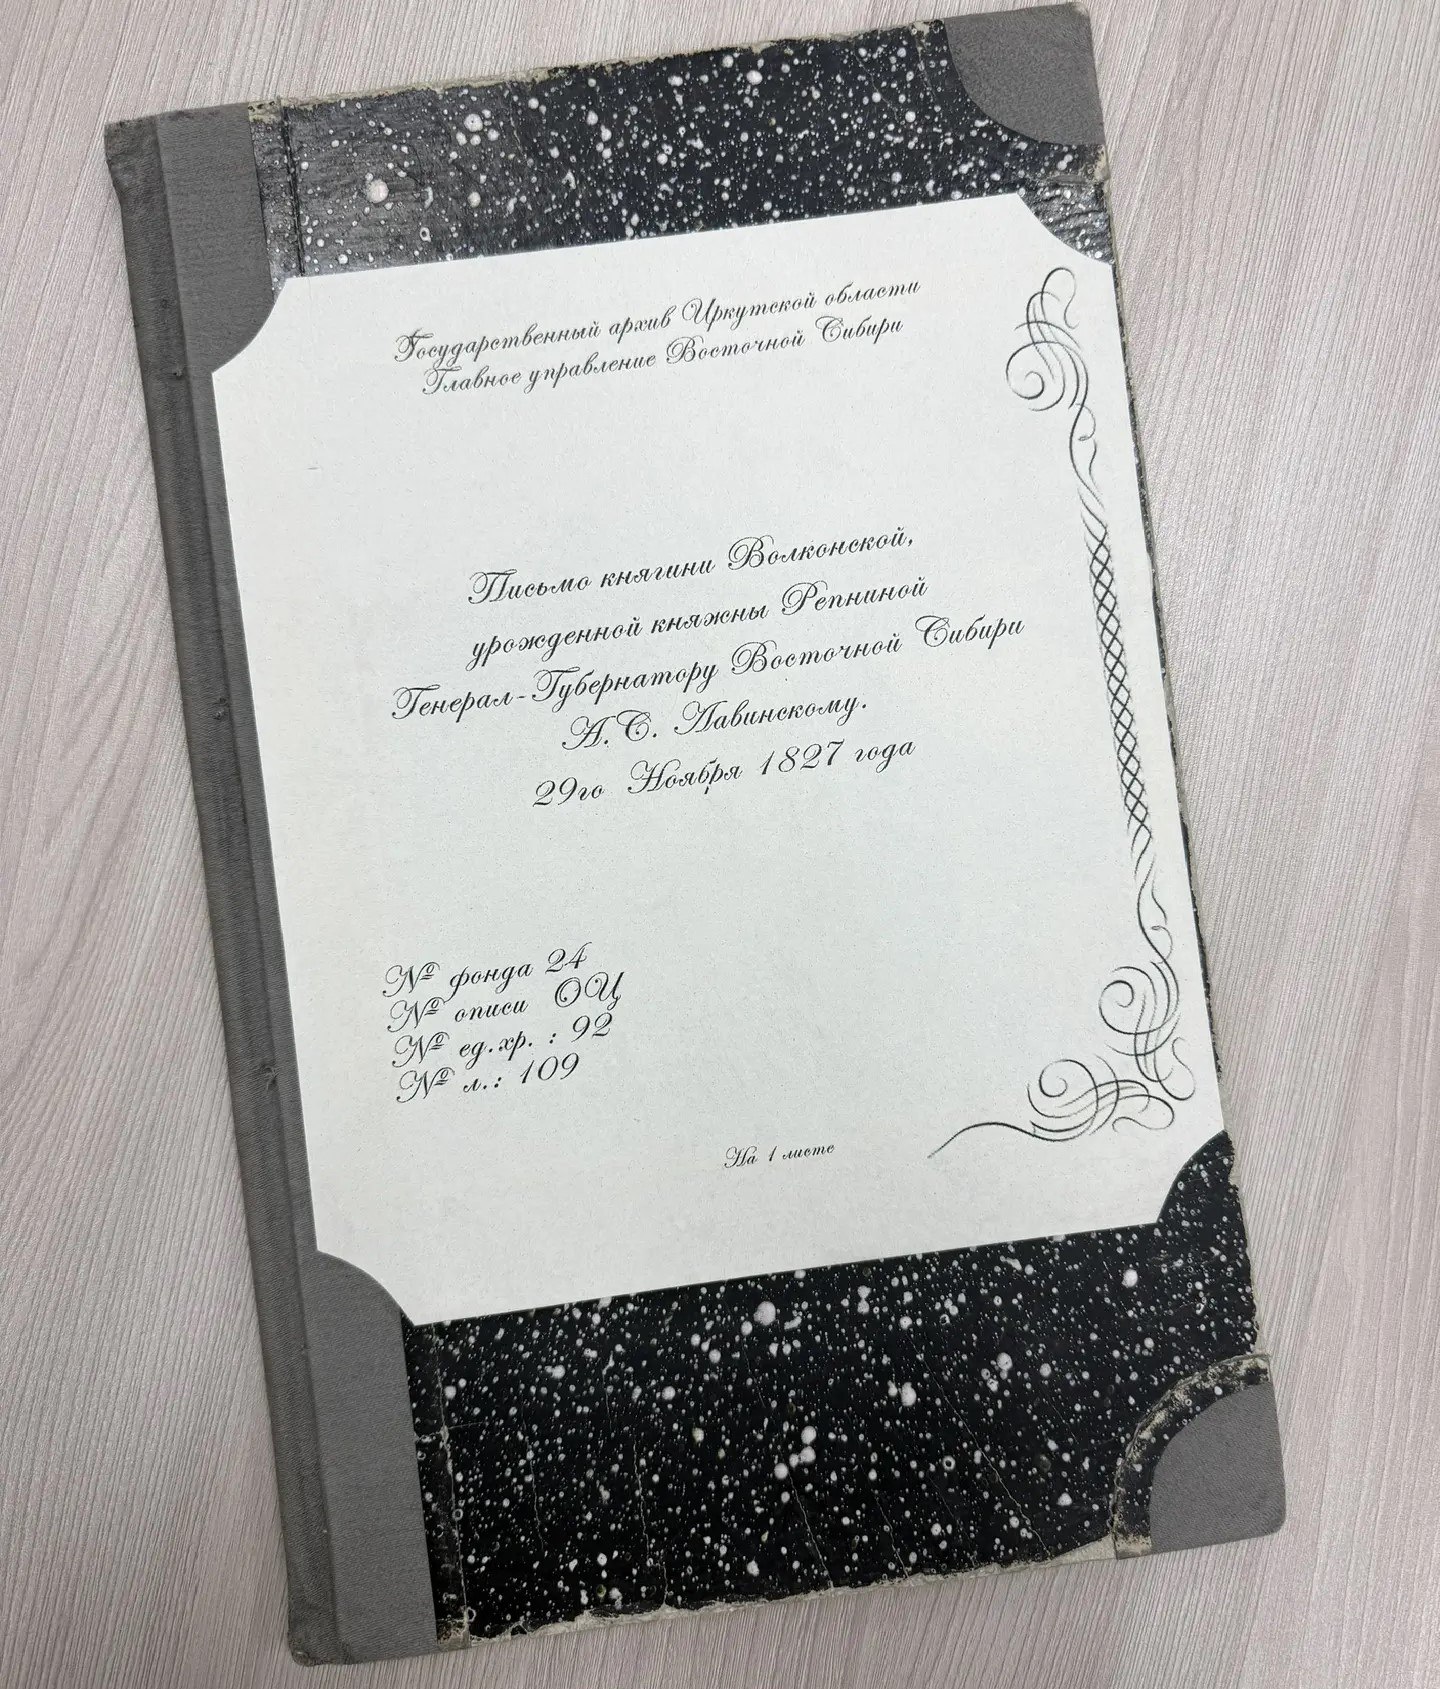 Государственный архив Иркутской области
Главное управление Восточной Сибири
Письмо княгини Волконской,
урожденной княжны Репниной
Генерал-Губернатору Восточной Сибири
А.С. Лавинскому.
29го Ноября 1827 года
№ фонда 24
№ описи ОЦ
№ ед.хр. : 92
№ л.: 109
На 1 листе